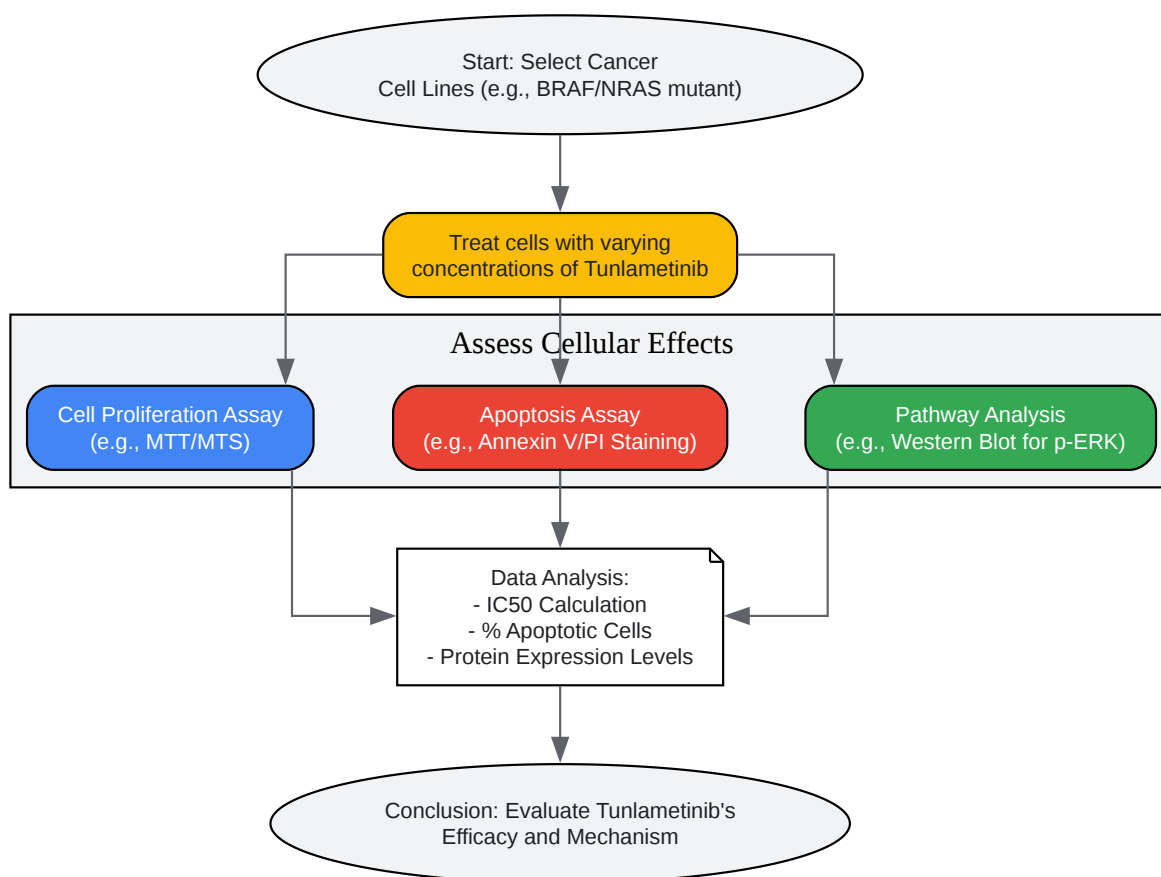 Start: Select Cancer
Cell Lines (e.g., BRAF/NRAS mutant)
Treat cells with varying
concentrations of Tunlametinib
Assess Cellular Effects
Cell Proliferation Assay
(e.g., MTT/MTS)
Apoptosis Assay
(e.g., Annexin V/PI Staining)
Pathway Analysis
(e.g., Western Blot for p-ERK)
Data Analysis:
- IC50 Calculation
- % Apoptotic Cells
- Protein Expression Levels
Conclusion: Evaluate Tunlametinib's
Efficacy and Mechanism